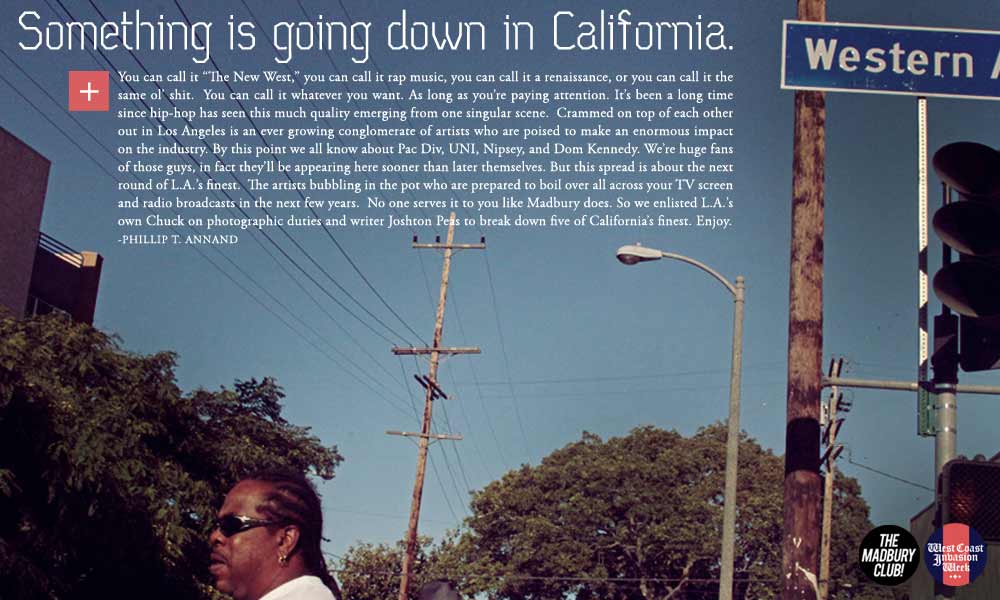 Something is going down in California.
+
You can call it “The New West,” you can call it rap music, you can call it a renaissance, or you can call it the
same ol’ shit.  You can call it whatever you want. As long as you’re paying attention. It’s been a long time
since hip-hop has seen this much quality emerging from one singular scene.  Crammed on top of each other
out in Los Angeles is an ever growing conglomerate of artists who are poised to make an enormous impact
on the industry. By this point we all know about Pac Div, UNI, Nipsey, and Dom Kennedy. We’re huge fans
of those guys, in fact they’ll be appearing here sooner than later themselves. But this spread is about the next
round of L.A.’s finest.  The artists bubbling in the pot who are prepared to boil over all across your TV screen
and radio broadcasts in the next few years.  No one serves it to you like Madbury does. So we enlisted L.A.’s
own Chuck on photographic duties and writer Joshton Peas to break down five of California’s finest. Enjoy.
-PHILLIP T. ANNAND
Western A
THE
MADBURY
CLUB!
West Coast
Invasion
Week